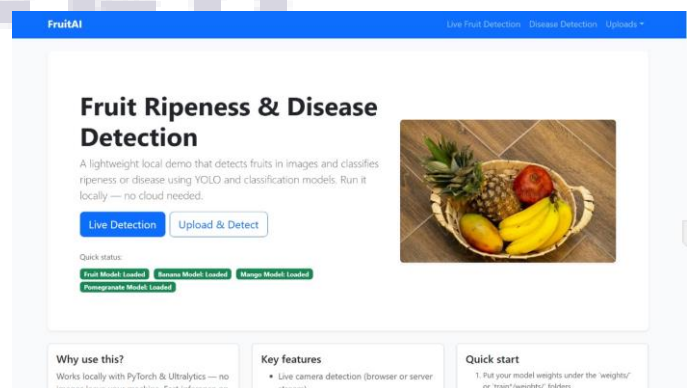 FruitAI
Live Fruit Detection Disease Detection Uploads
Fruit Ripeness & Disease
Detection
A lightweight local demo that detects fruits in images and classifies
ripeness or disease using YOLO and classification models. Run it
locally — no cloud needed.
Live Detection Upload & Detect
Quick status:
Fruit Model: Loaded Banana Model: Loaded Mango Model: Loaded
Pomegranate Model: Loaded
Why use this?
Works locally with PyTorch & Ultralytics — no
Key features
Live camera detection (browser or server
Quick start
1. Put your model weights under the 'weights/'